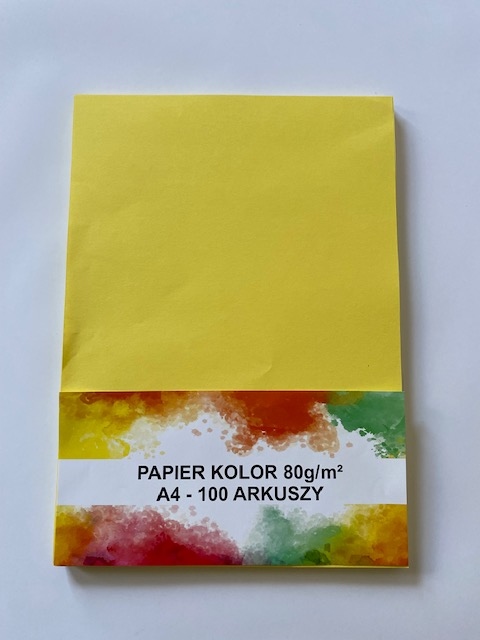 PAPIER KOLOR 80g/m²
A4 - 100 ARKUSZY